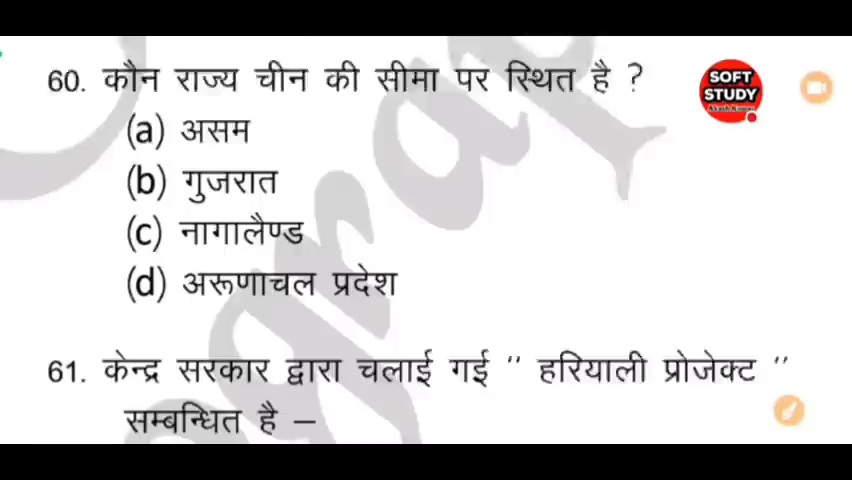 60. कौन राज्य चीन की सीमा पर स्थित है ?
SOFT
STUDY
(a) असम
(b) गुजरात
(c) नागालैण्ड
(d) अरूणाचल प्रदेश
61. केन्द्र सरकार द्वारा चलाई गई " हरियाली प्रोजेक्ट "
सम्बन्धित है –